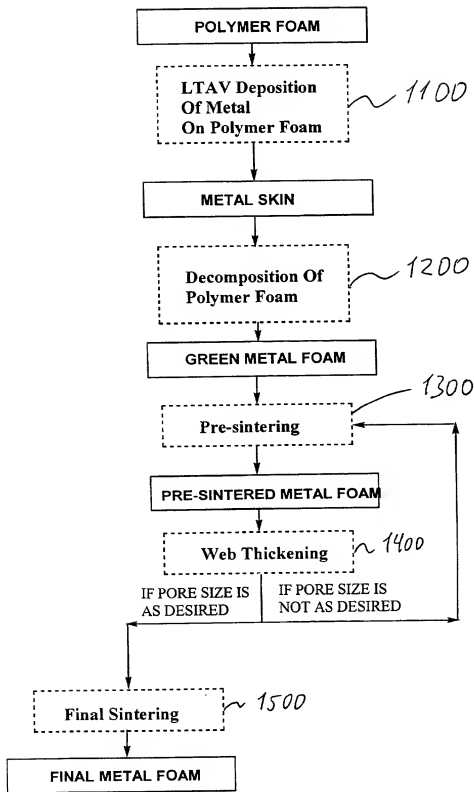 POLYMER FOAM
LTAV Deposition
Of Metal
On Polymer Foam
1100
METAL SKIN
Decomposition Of
Polymer Foam
1200
GREEN METAL FOAM
1300
Pre-sintering
PRE-SINTERED METAL FOAM
Web Thickening
1400
IF PORE SIZE IS
AS DESIRED
IF PORE SIZE IS
NOT AS DESIRED
Final Sintering
1500
FINAL METAL FOAM